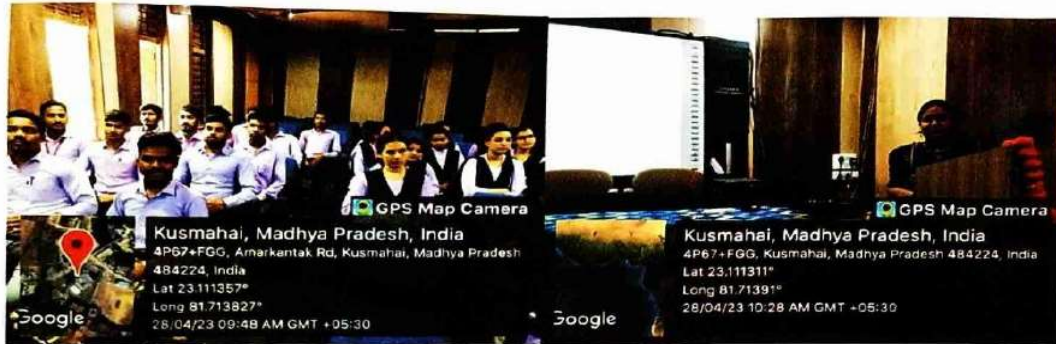 GPS Map Camera
Kusmahai, Madhya Pradesh, India
4P67+FGG, Amarkantak Rd, Kusmahai, Madhya Pradesh
484224, India
Lat 23.111357°
Long 81.713827°
28/04/23 09:48 AM GMT +05:30
Google
GPS Map Camera
Kusmahai, Madhya Pradesh, India
4P67+FGG, Kusmahai, Madhya Pradesh 484224, India
Lat 23.111311°
Long 81.71391°
28/04/23 10:28 AM GMT +05:30
Google